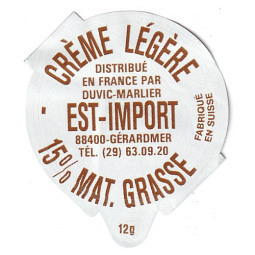 CRÈME LÉGÈRE
DISTRIBUÉ
EN FRANCE PAR
DUVIC-MARLIER
EST-IMPORT
88400-GÉRARDMER
TÉL. (29) 63.09.20
FABRIQUÉ
EN SUISSE
15% MAT. GRASSE
12g